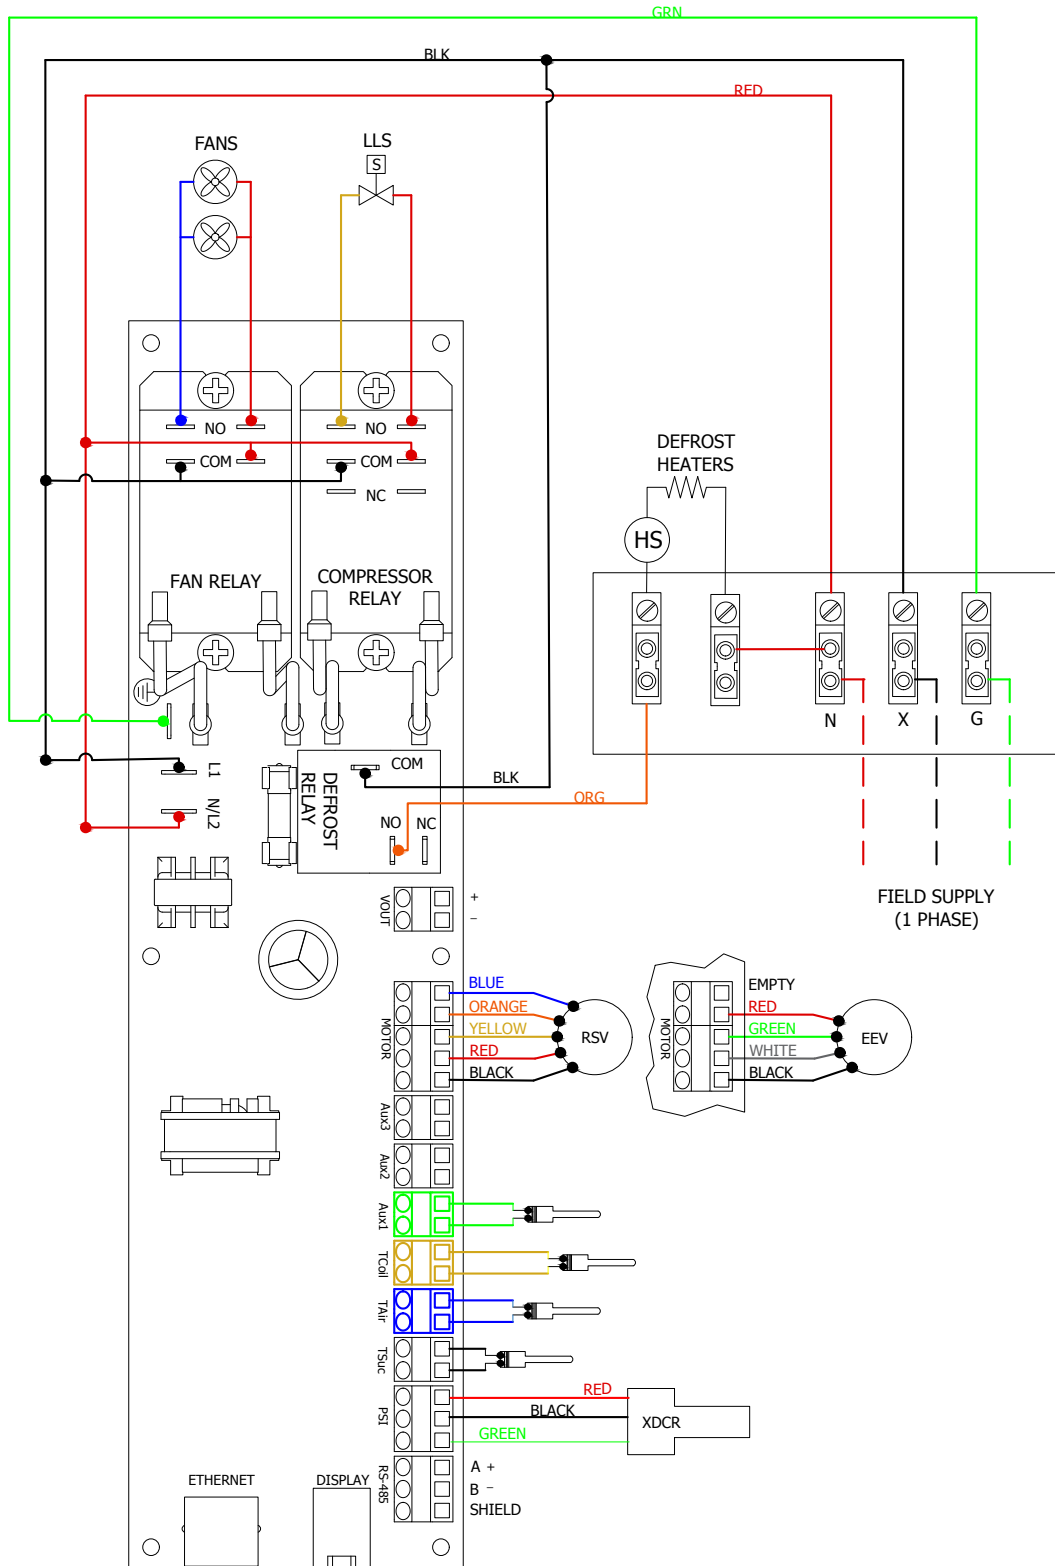 GRN
BLK
RED
FANS
LLS
S
NO
NO
COM
COM
NC
DEFROST
HEATERS
HS
FAN RELAY
COMPRESSOR
RELAY
N
X
G
L1
N/L2
DEFROST
RELAY
COM
BLK
NO
NC
ORG
FIELD SUPPLY
(1 PHASE)
VOUT
+
-
MOTOR
BLUE
ORANGE
YELLOW
RED
BLACK
RSV
MOTOR
EMPTY
RED
GREEN
WHITE
BLACK
EEV
Aux3
Aux2
Aux1
TCoil
TAir
TSuc
PSI
RED
BLACK
GREEN
XDCR
RS-485
A +
B -
SHIELD
ETHERNET
DISPLAY